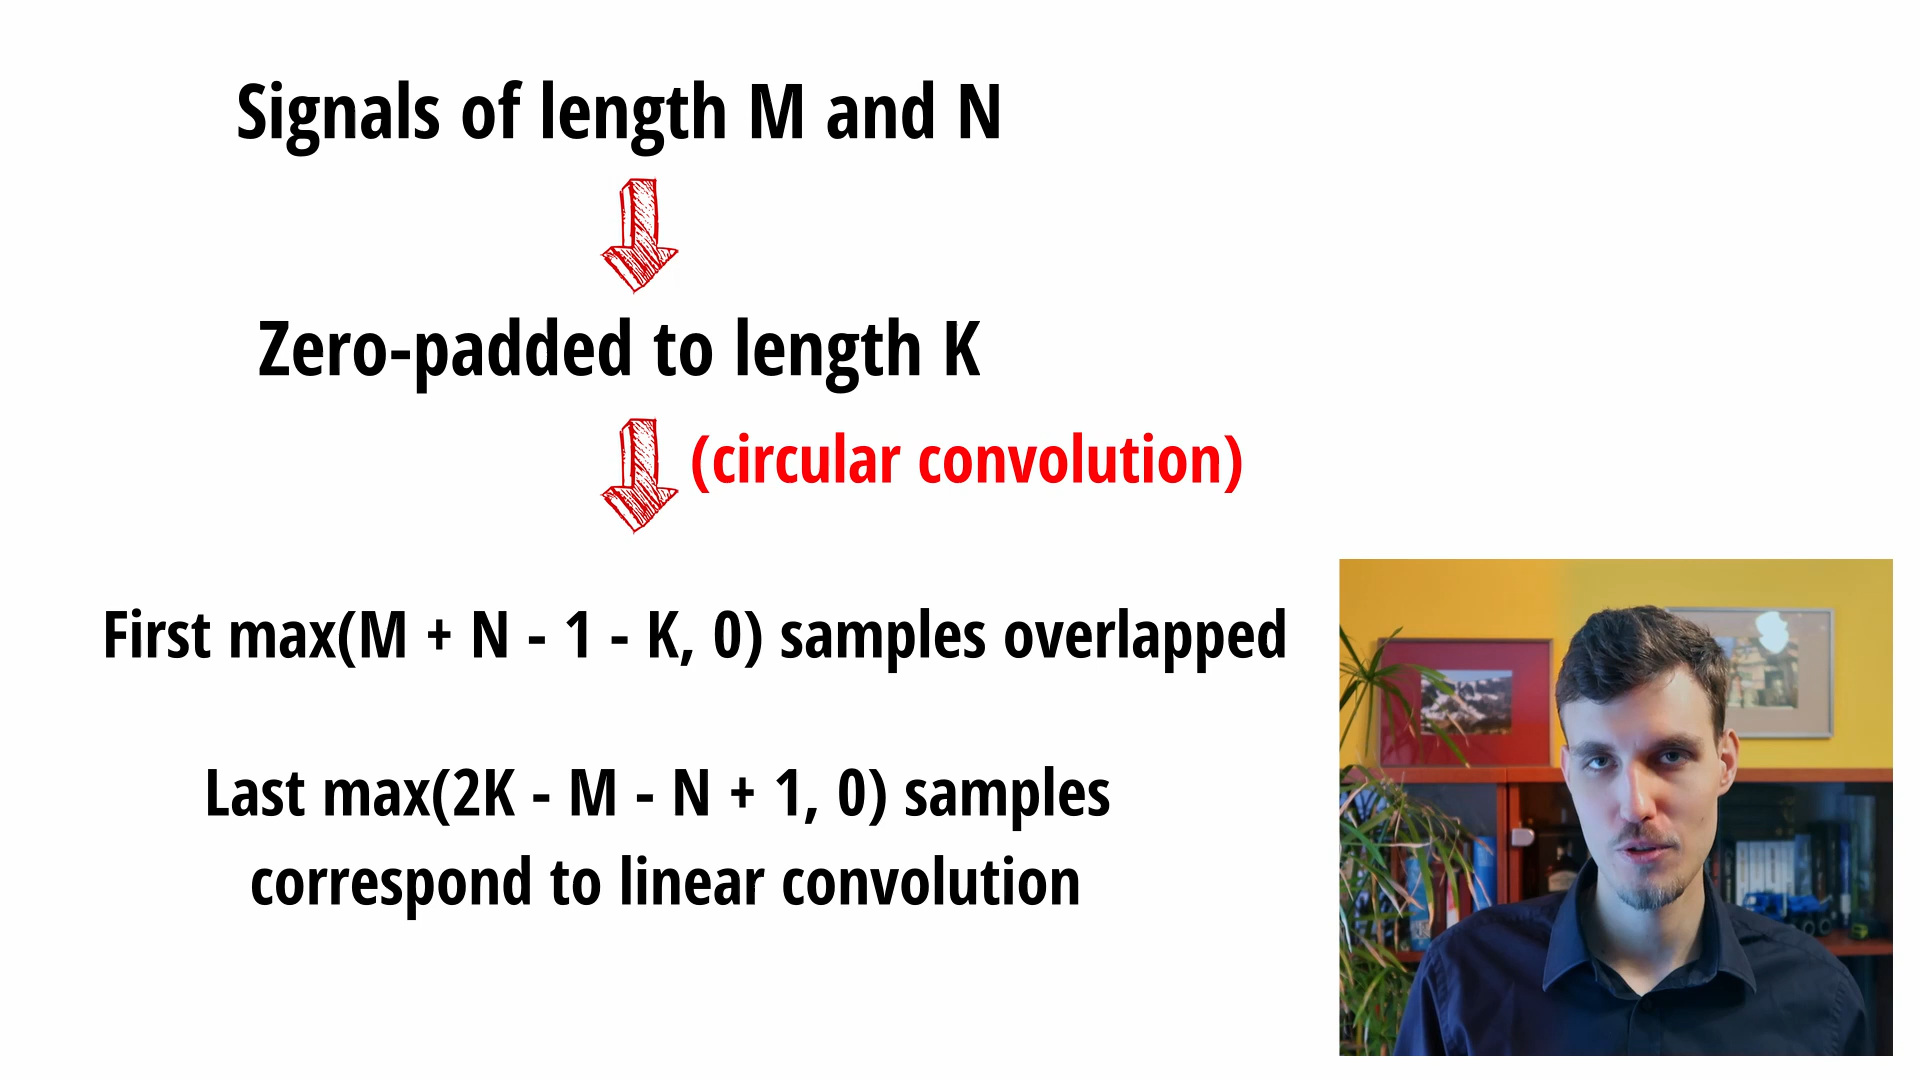 Signals of length M and N
Zero-padded to length K
(circular convolution)
First max(M + N - 1 - K, 0) samples overlapped
Last max(2K - M - N + 1, 0) samples
correspond to linear convolution